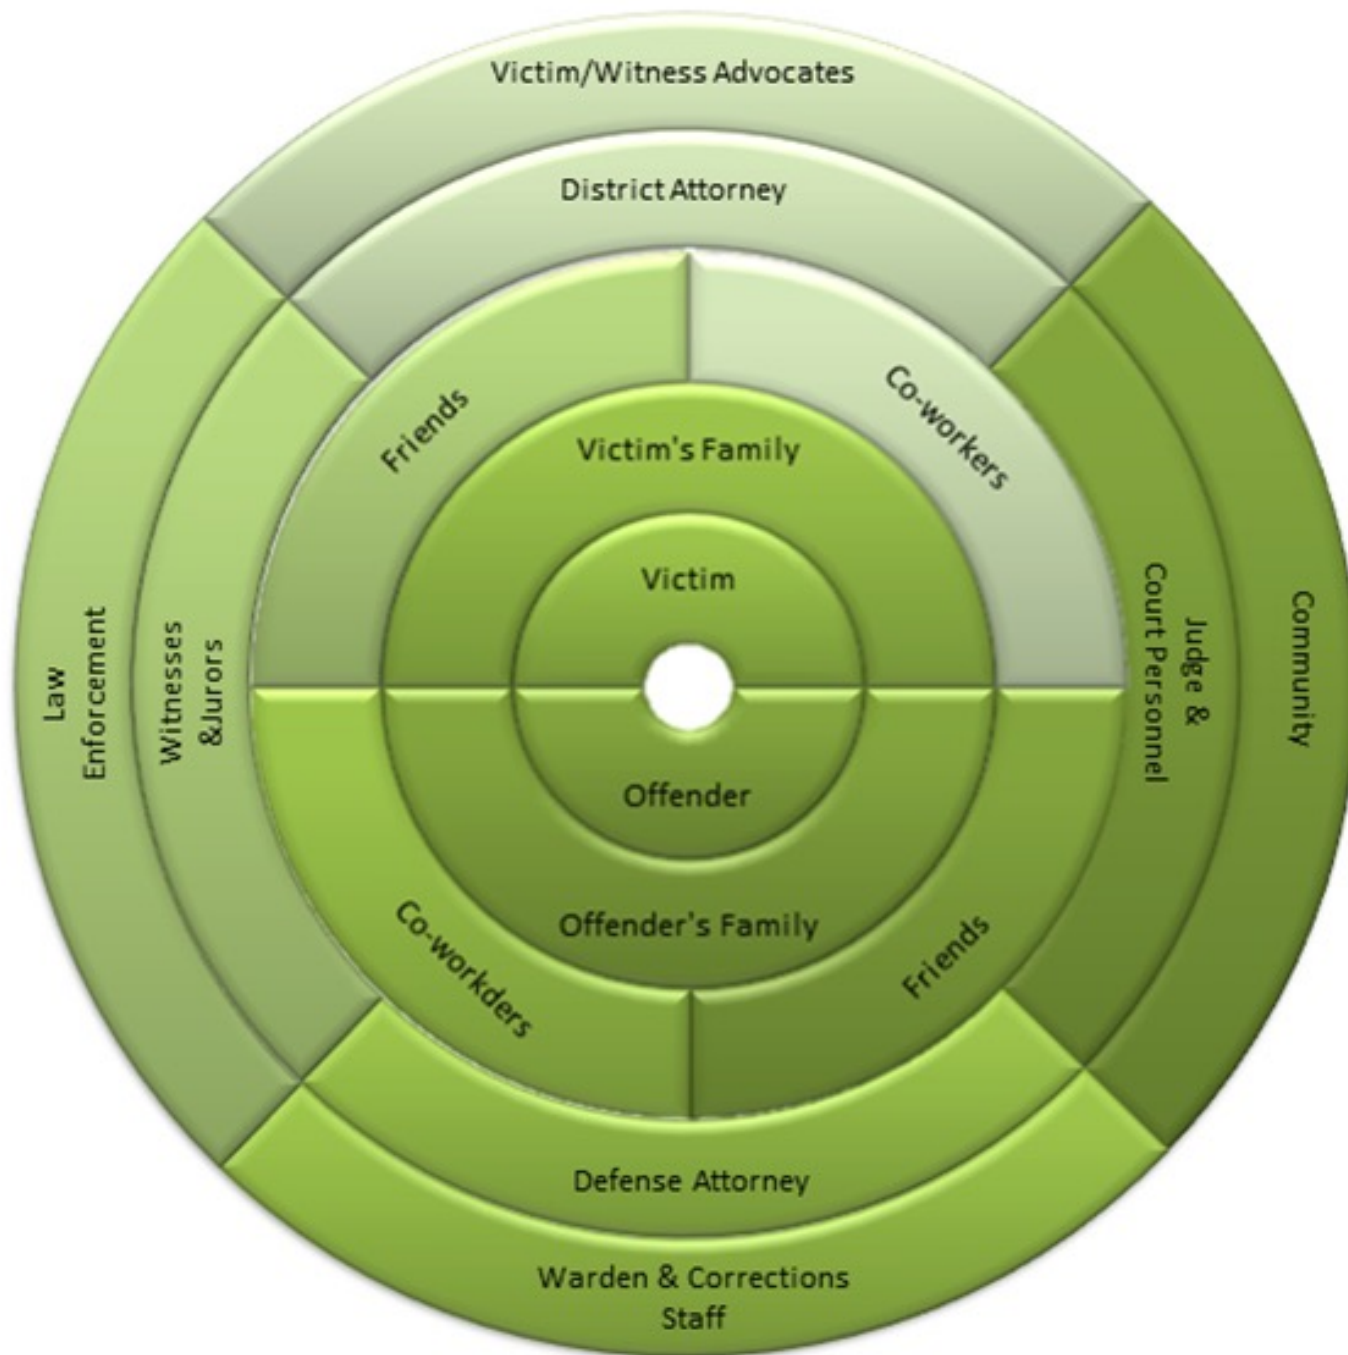 Victim/Witness Advocates
District Attorney
Friends
Co-workers
Victim's Family
Victim
Law
Enforcement
Witnesses
&Jurors
Judge &
Court Personnel
Community
Offender
Offender's Family
Co-workders
Friends
Defense Attorney
Warden & Corrections
Staff